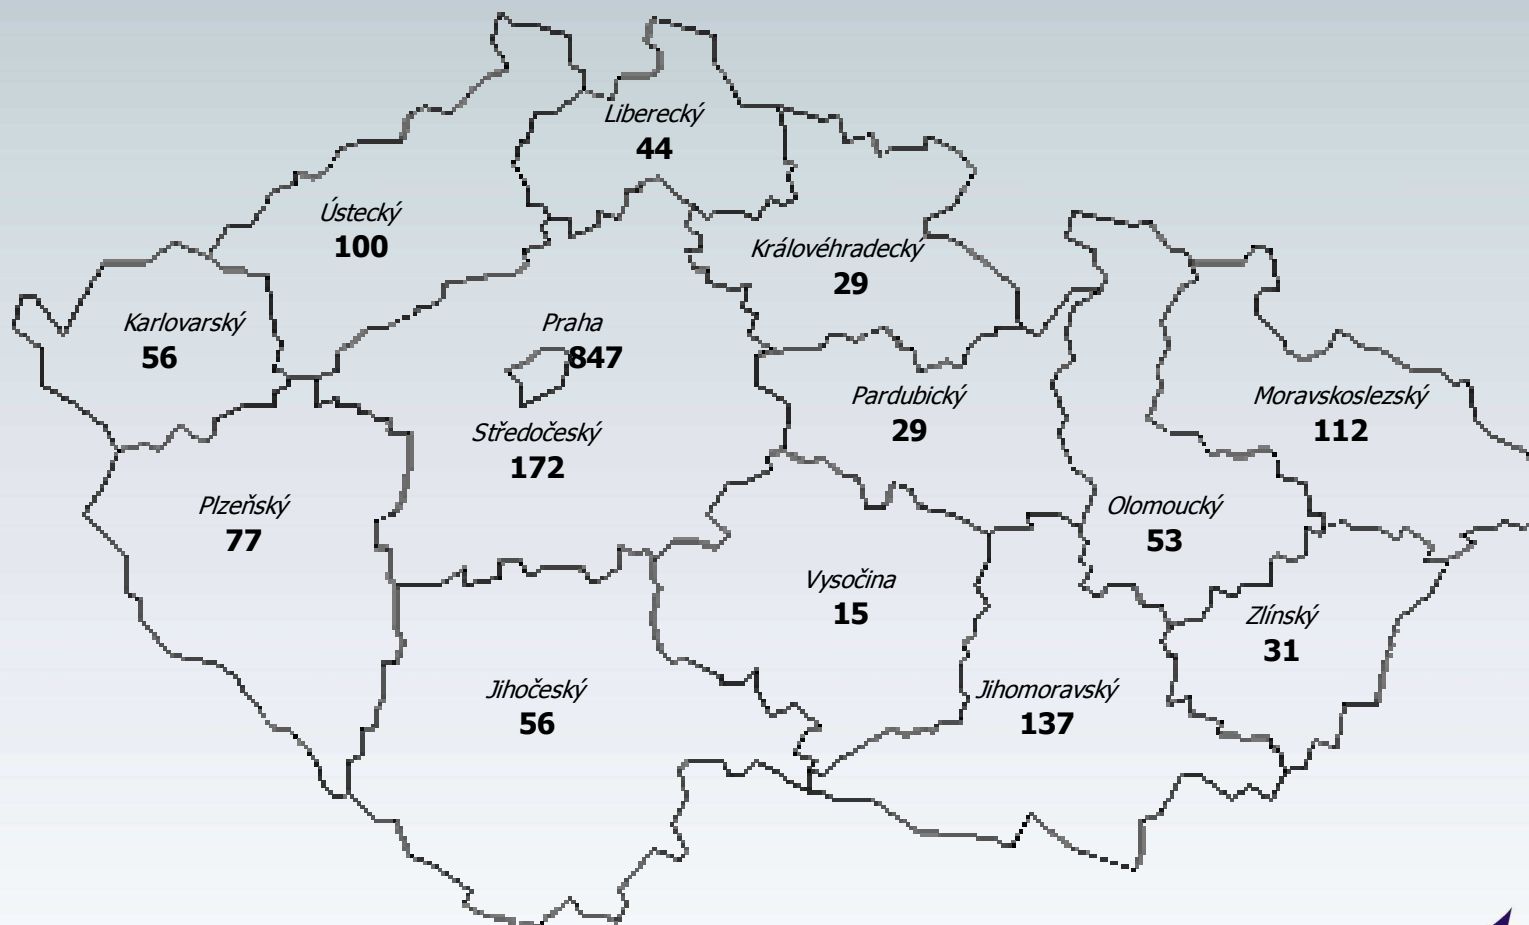 Liberecký
44
Ústecký
100
Královéhradecký
29
Karlovarský
56
Praha
847
Pardubický
29
Moravskoslezský
112
Středočeský
172
Plzeňský
77
Olomoucký
53
Vysočina
15
Zlínský
31
Jihočeský
56
Jihomoravský
137